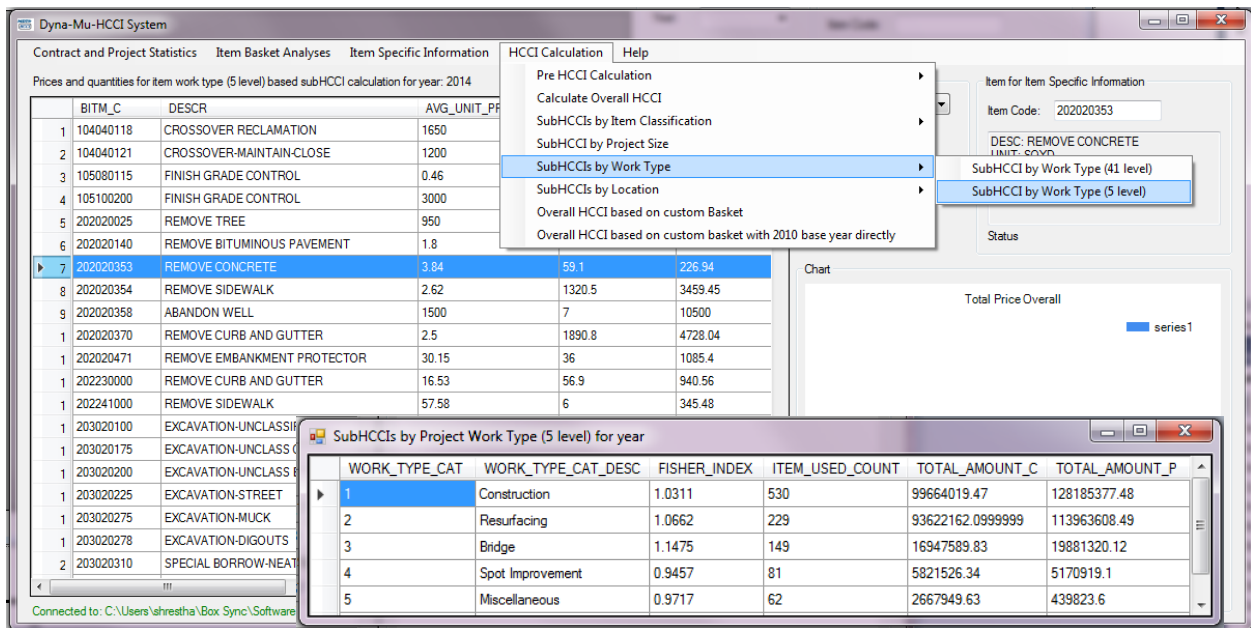 Dyna-Mu-HCCI System
Contract and Project Statistics Item Basket Analyses Item Specific Information HCCI Calculation Help
Prices and quantities for item work type (5 level) based subHCCI calculation for year: 2014
Pre HCCI Calculation
Calculate Overall HCCI
SubHCCIs by Item Classification
SubHCCI by Project Size
SubHCCIs by Work Type
SubHCCIs by Location
Overall HCCI based on custom Basket
Overall HCCI based on custom basket with 2010 base year directly
SubHCCI by Work Type (41 level)
SubHCCI by Work Type (5 level)
Item for Item Specific Information
Item Code: 202020353
DESC: REMOVE CONCRETE
UNIT: SQYD
Status
Chart
Total Price Overall
series1
BITM_C DESCR AVG_UNIT_PR
1 104040118 CROSSOVER RECLAMATION 1650
2 104040121 CROSSOVER-MAINTAIN-CLOSE 1200
3 105080115 FINISH GRADE CONTROL 0.46
4 105100200 FINISH GRADE CONTROL 3000
5 202020025 REMOVE TREE 950
6 202020140 REMOVE BITUMINOUS PAVEMENT 1.8
7 202020353 REMOVE CONCRETE 3.84 59.1 226.94
8 202020354 REMOVE SIDEWALK 2.62 1320.5 3459.45
9 202020358 ABANDON WELL 1500 7 10500
1 202020370 REMOVE CURB AND GUTTER 2.5 1890.8 4728.04
1 202020471 REMOVE EMBANKMENT PROTECTOR 30.15 36 1085.4
1 202230000 REMOVE CURB AND GUTTER 16.53 56.9 940.56
1 202241000 REMOVE SIDEWALK 57.58 6 345.48
1 203020100 EXCAVATION-UNCLASSIF
1 203020175 EXCAVATION-UNCLASS
1 203020200 EXCAVATION-UNCLASS
1 203020225 EXCAVATION-STREET
1 203020275 EXCAVATION-MUCK
1 203020278 EXCAVATION-DIGOUTS
2 203020310 SPECIAL BORROW-NEAT
Connected to: C:\Users\shrestha\Box Sync\Software
SubHCCIs by Project Work Type (5 level) for year
WORK_TYPE_CAT WORK_TYPE_CAT_DESC FISHER_INDEX ITEM_USED_COUNT TOTAL_AMOUNT_C TOTAL_AMOUNT_P
1 Construction 1.0311 530 99664019.47 128185377.48
2 Resurfacing 1.0662 229 93622162.0999999 113963608.49
3 Bridge 1.1475 149 16947589.83 19881320.12
4 Spot Improvement 0.9457 81 5821526.34 5170919.1
5 Miscellaneous 0.9717 62 2667949.63 439823.6